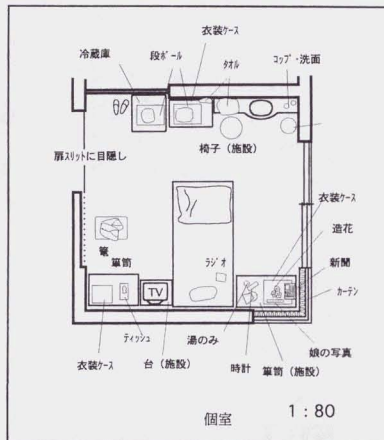 衣装ケース
冷蔵庫
段ボール
タオル
コップ・洗面
椅子（施設）
扉スリットに目隠し
衣装ケース
造花
新聞
カーテン
篭
箪笥
TV
ラジオ
ティッシュ
湯のみ
娘の写真
衣装ケース
台（施設）
時計
箪笥（施設）
個室
1：80